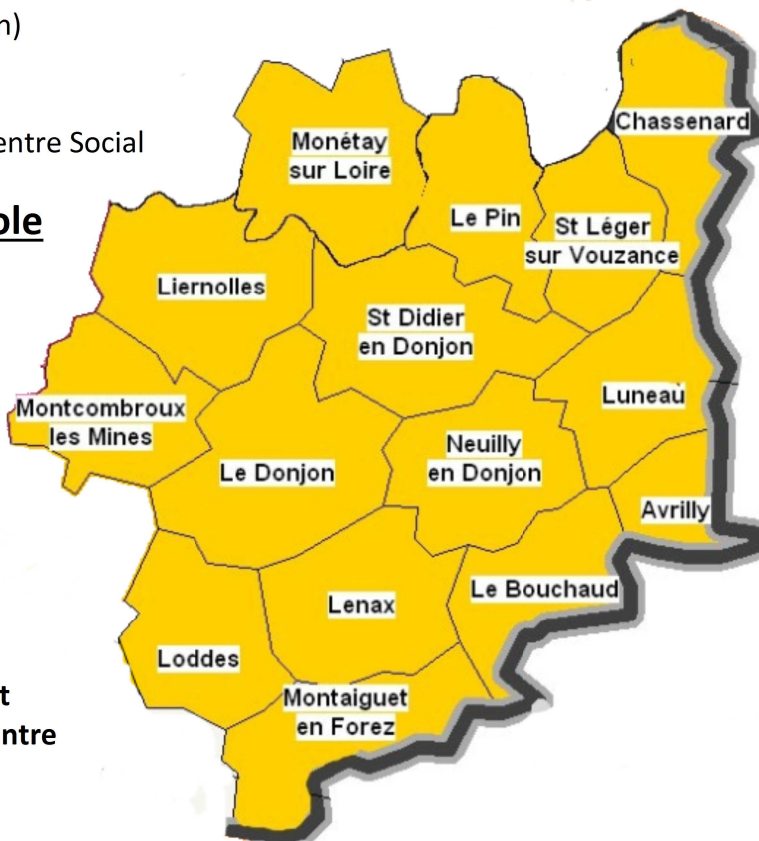 n)
entre Social
ole
t
ntre
Chassenard
Monétay
sur Loire
Le Pin
St Léger
sur Vouzance
Liernolles
St Didier
en Donjon
Luneau
Montcombroux
les Mines
Le Donjon
Neuilly
en Donjon
Avrilly
Le Bouchaud
Lenax
Loddes
Montaiguet
en Forez